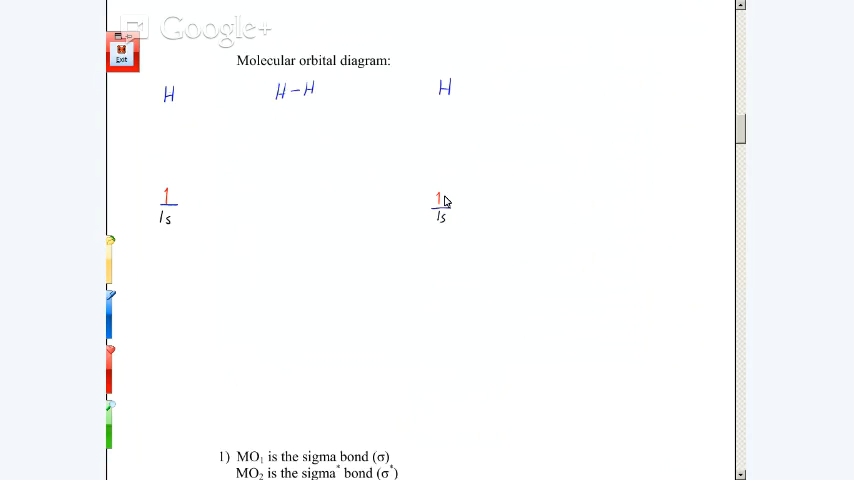 Google+
Exit
Molecular orbital diagram:
H H–H H
1 1
1s 1s
1) MO₁ is the sigma bond (σ)
MO₂ is the sigma* bond (σ*)